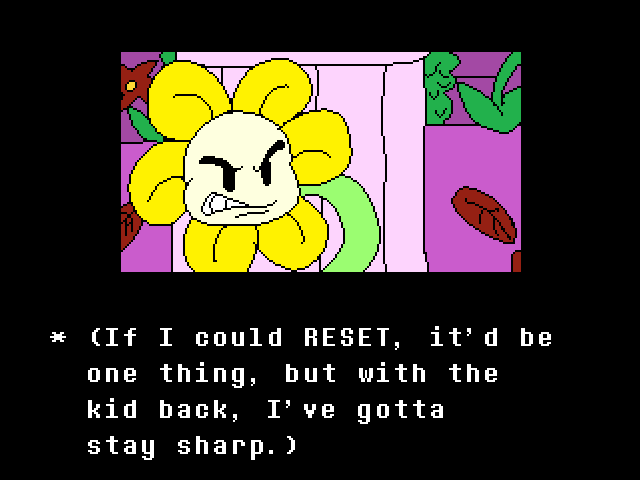 * (If I could RESET, it'd be
one thing, but with the
kid back, I've gotta
stay sharp.)